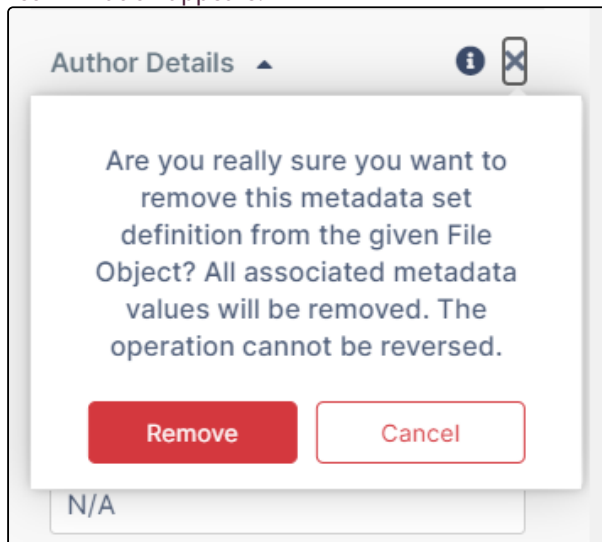 Author Details
Are you really sure you want to
remove this metadata set
definition from the given File
Object? All associated metadata
values will be removed. The
operation cannot be reversed.
Remove Cancel
N/A